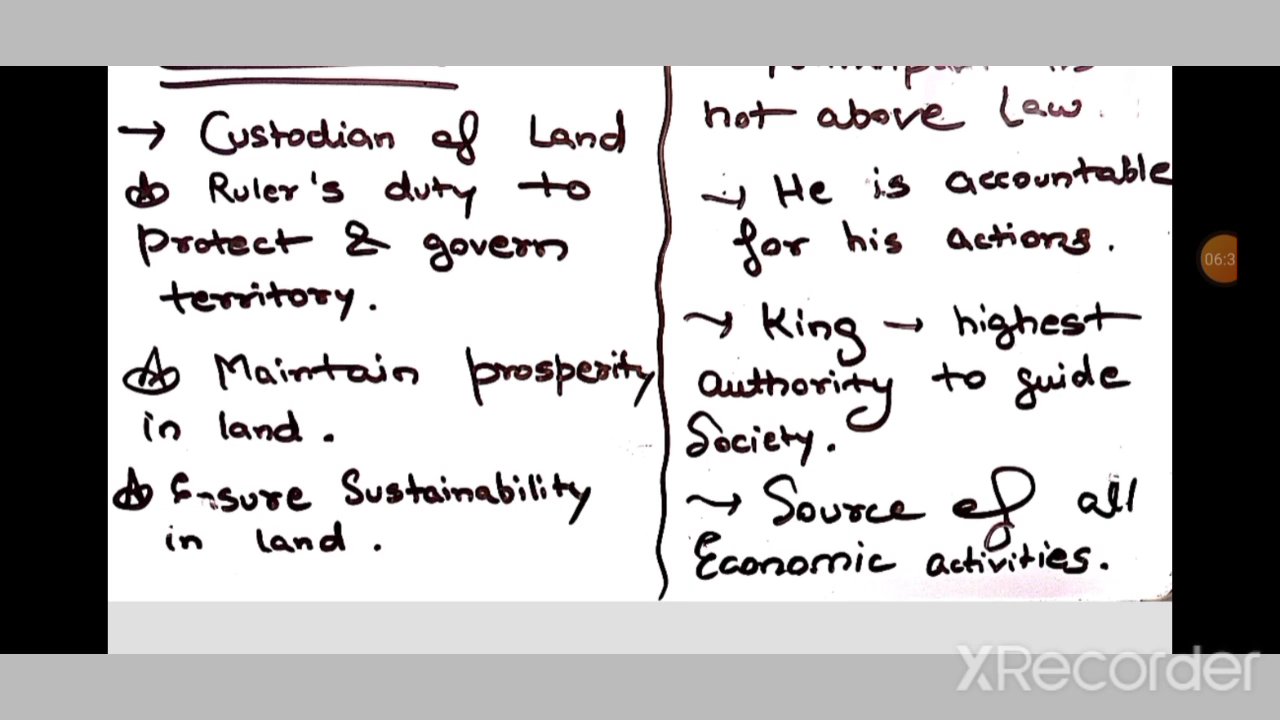 → Custodian of Land
☆ Ruler's duty to
protect & govern
territory.
☆ Maintain prosperity
in land.
☆ Ensure Sustainability
in land.
not above Law.
→ He is accountable
for his actions.
→ King → highest
authority to guide
Society.
→ Source of all
Economic activities.
06:3
XRecorder